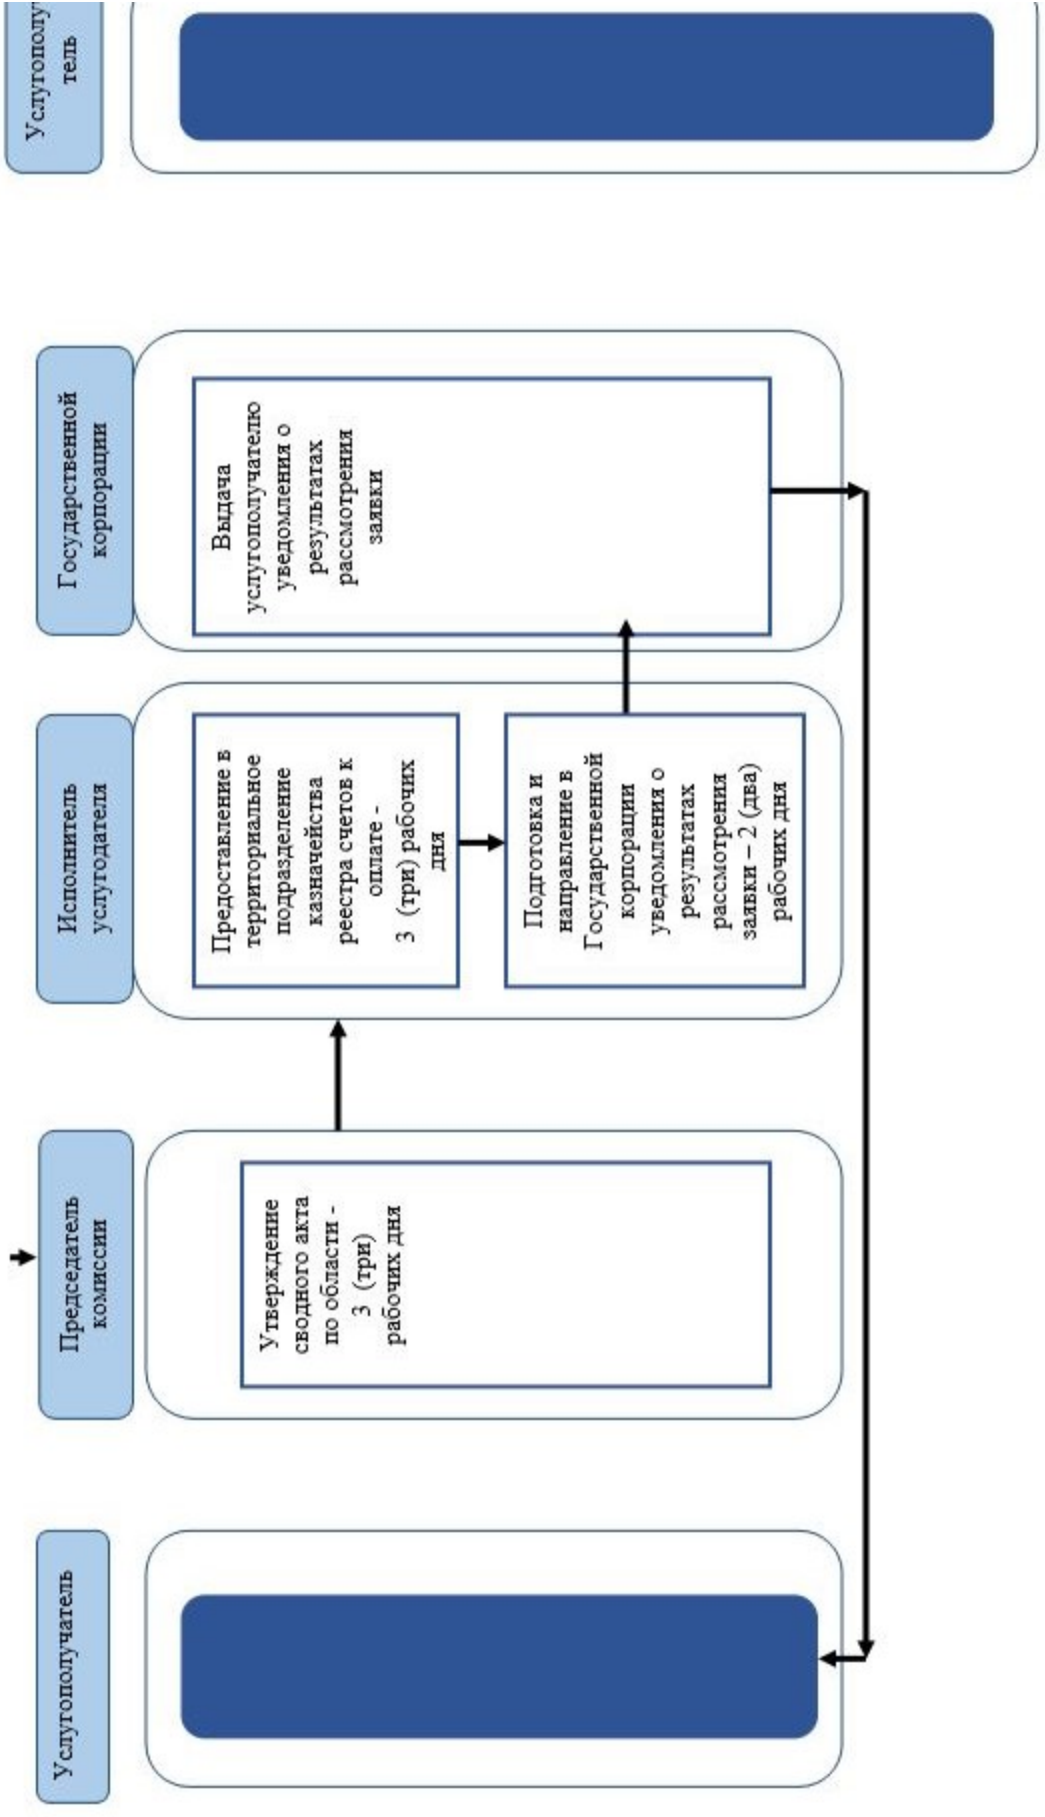 Услугополучатель
Председатель
комиссии
Утверждение
сводного акта
по области -
3 (три)
рабочих дня
Исполнитель
услугодателя
Предоставление в
территориальное
подразделение
казначейства
реестра счетов к
оплате -
3 (три) рабочих
дня
Подготовка и
направление в
Государственной
корпорации
уведомления о
результатах
рассмотрения
заявки – 2 (два)
рабочих дня
Государственной
корпорации
Выдача
услугополучателю
уведомления о
результатах
рассмотрения
заявки
Услугополу
тель